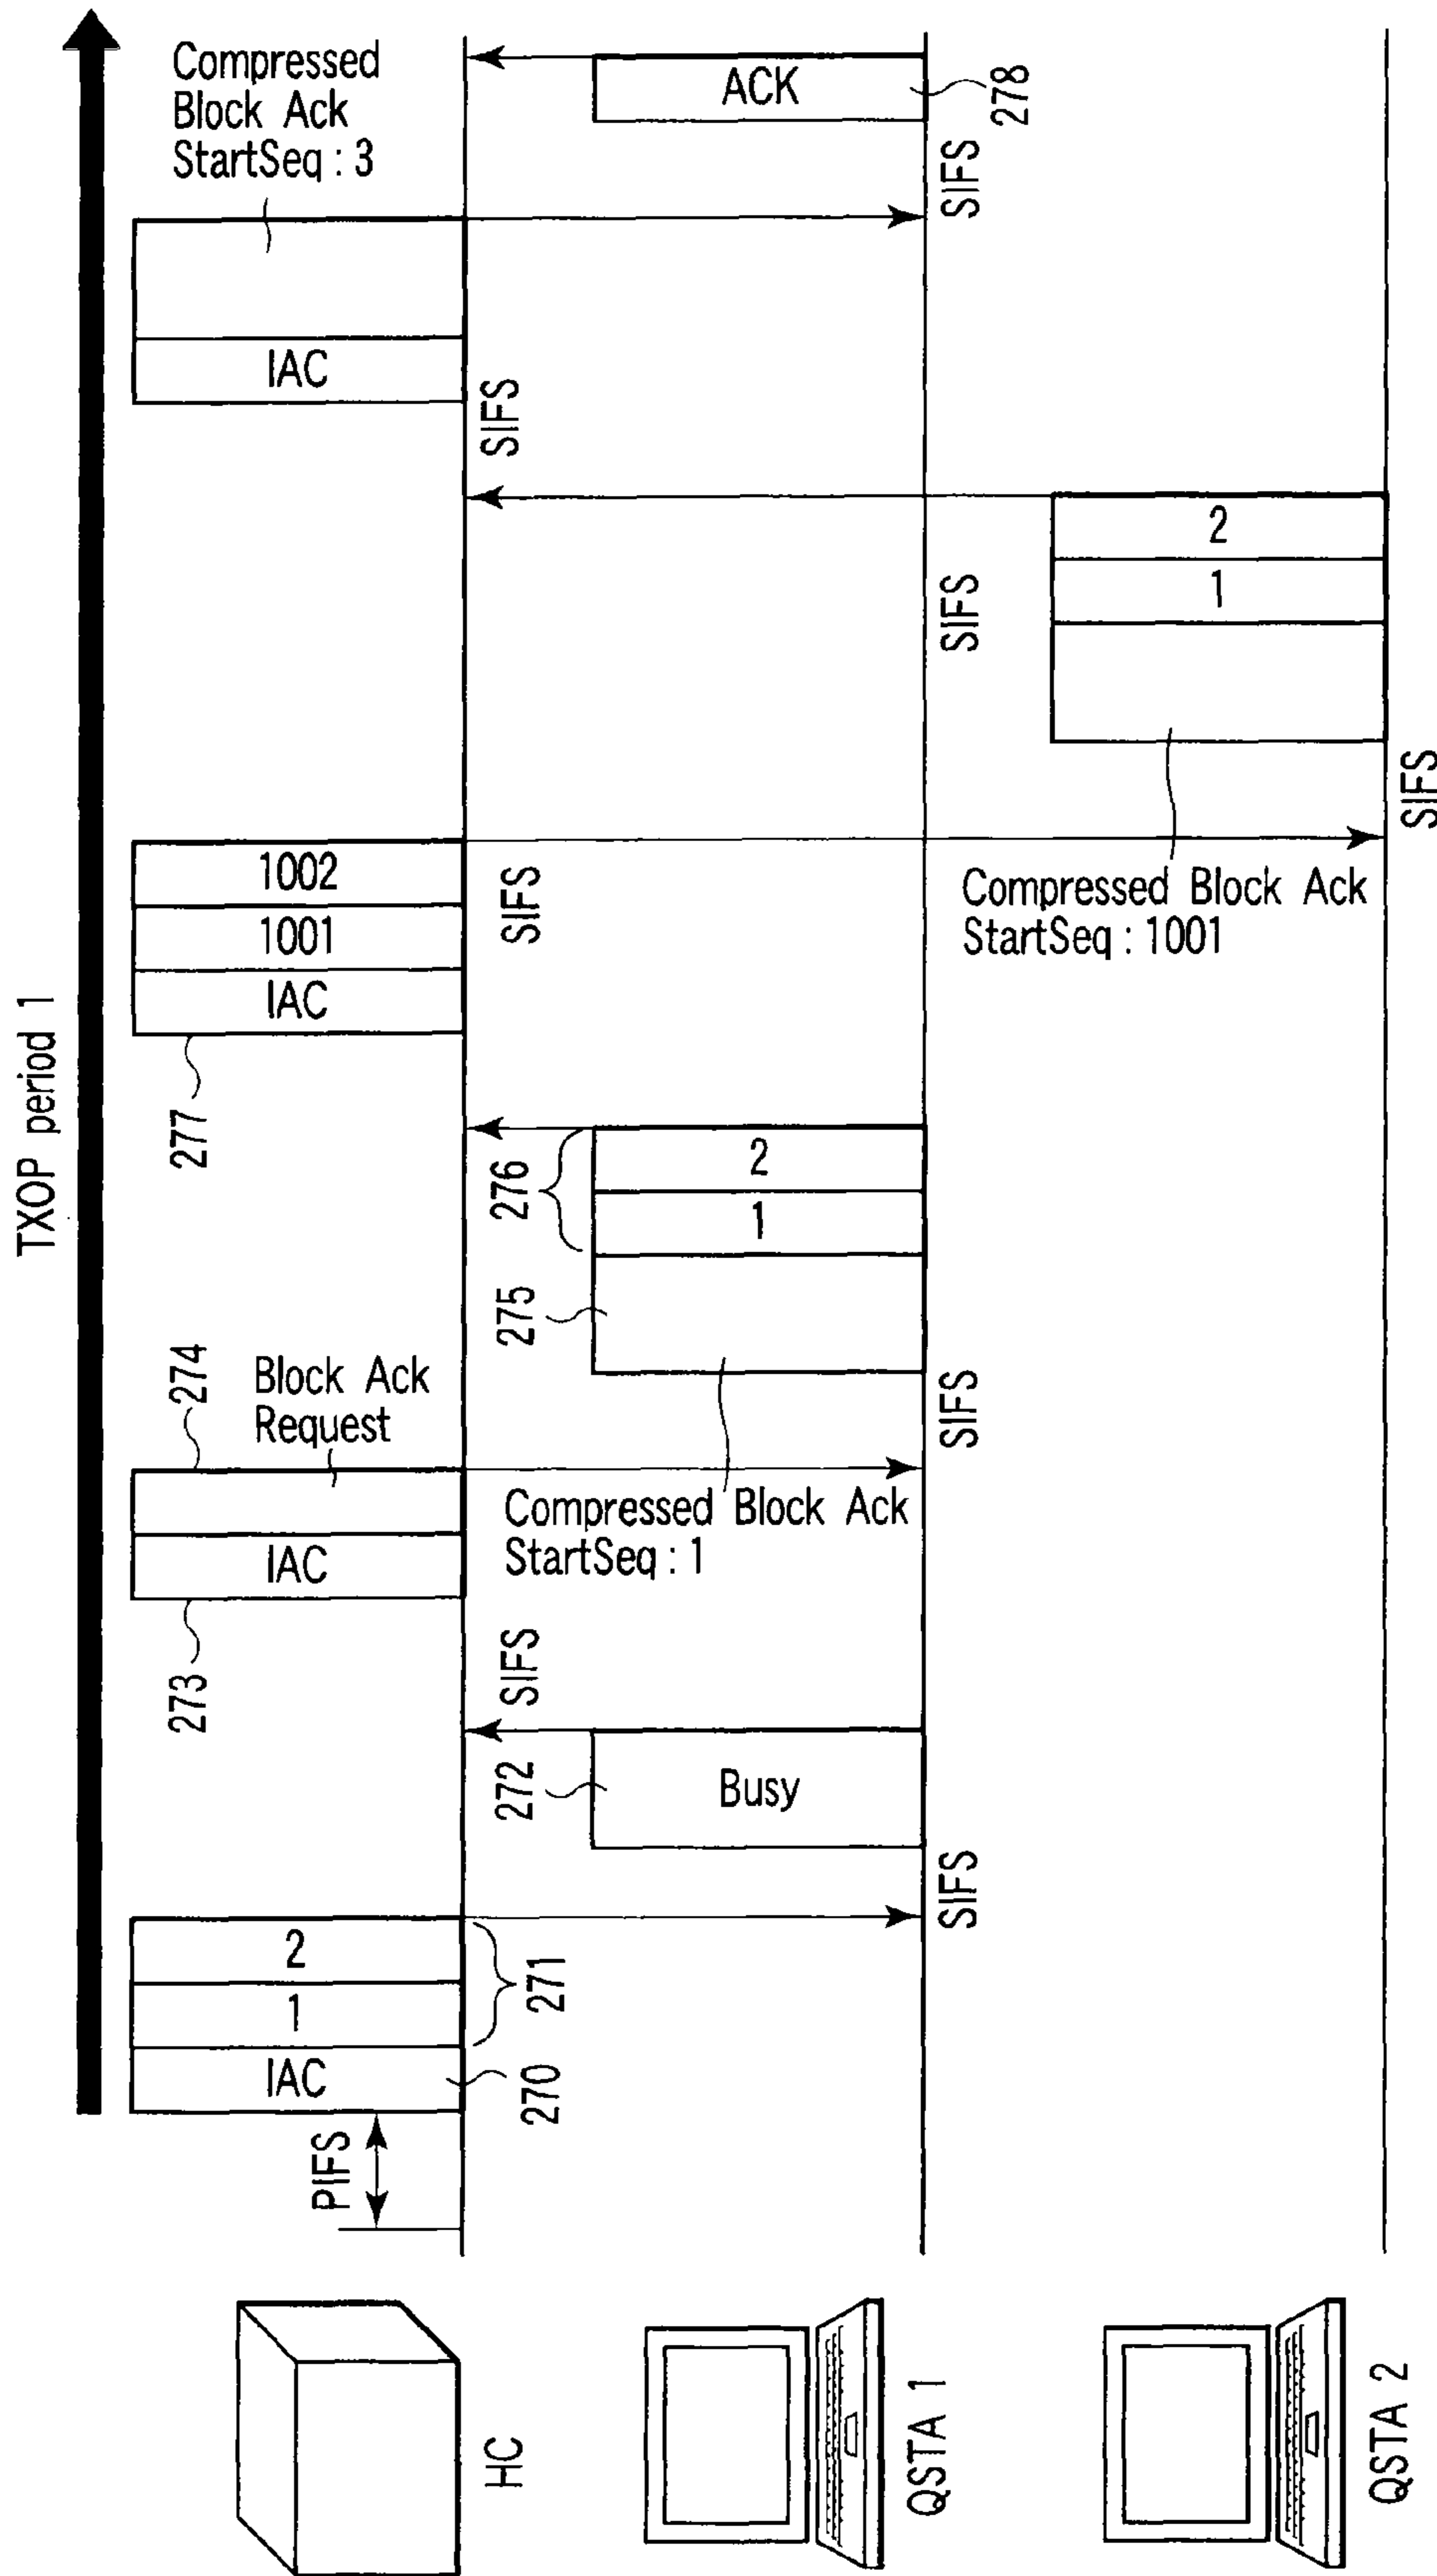 TXOP period 1
HC
PIFS
IAC
1
2
270
271
IAC
273
274
Block Ack
Request
SIFS
277
IAC
1001
1002
SIFS
SIFS
IAC
Compressed
Block Ack
StartSeq : 3
QSTA 1
SIFS
272
Busy
Compressed Block Ack
StartSeq : 1
SIFS
275
1
2
276
SIFS
SIFS
ACK
278
QSTA 2
Compressed Block Ack
StartSeq : 1001
SIFS
1
2